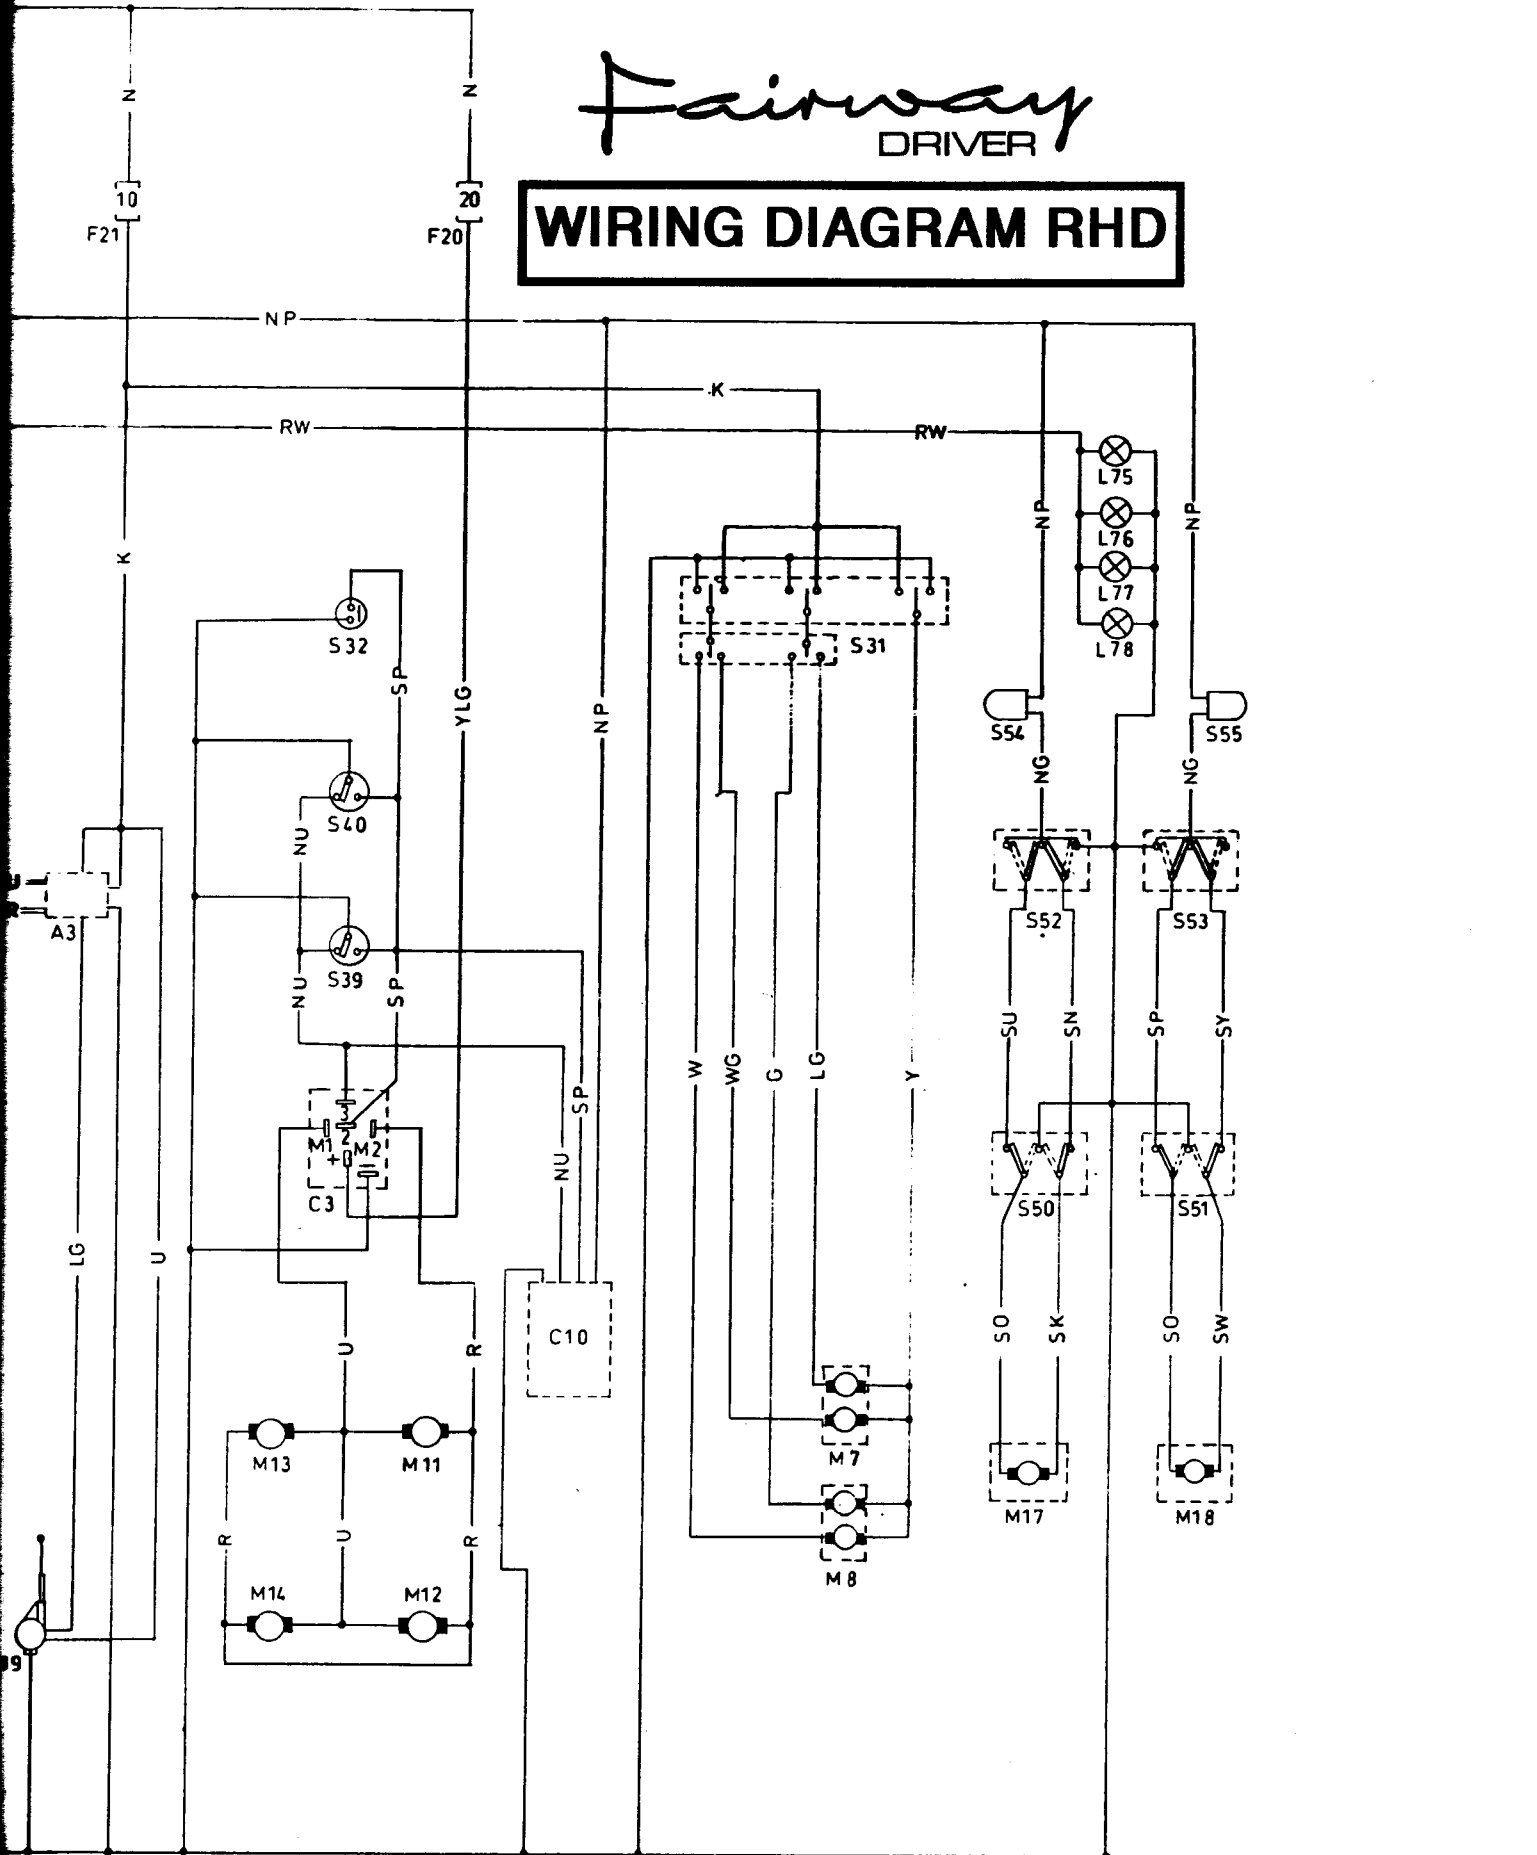 Fairway
DRIVER
WIRING DIAGRAM RHD
N
N
10
20
F21
F20
NP
K
RW
RW
L75
L76
L77
L78
NP
NP
K
S32
SP
YLG
NP
S31
S54
S55
NG
NG
S40
NU
A3
S52
S53
S39
NU
SP
SU
SN
SP
SY
W
WG
G
LG
Y
SP
NU
3
2
M1
M2
+
C3
S50
S51
LG
U
U
R
C10
SO
SK
SO
SW
M13
M11
M7
M17
M18
R
U
R
M14
M12
M8